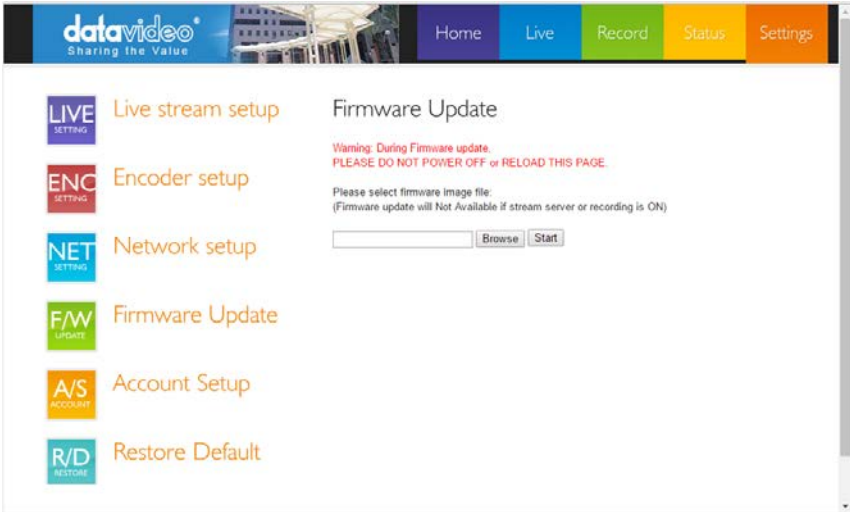 datavideo®
Sharing the Value
Home
Live
Record
Status
Settings
LIVE
SETTING
Live stream setup
ENC
SETTING
Encoder setup
NET
SETTING
Network setup
F/W
UPDATE
Firmware Update
A/S
ACCOUNT
Account Setup
R/D
RESTORE
Restore Default
Firmware Update
Warning: During Firmware update,
PLEASE DO NOT POWER OFF or RELOAD THIS PAGE.
Please select firmware image file:
(Firmware update will Not Available if stream server or recording is ON)
Browse
Start